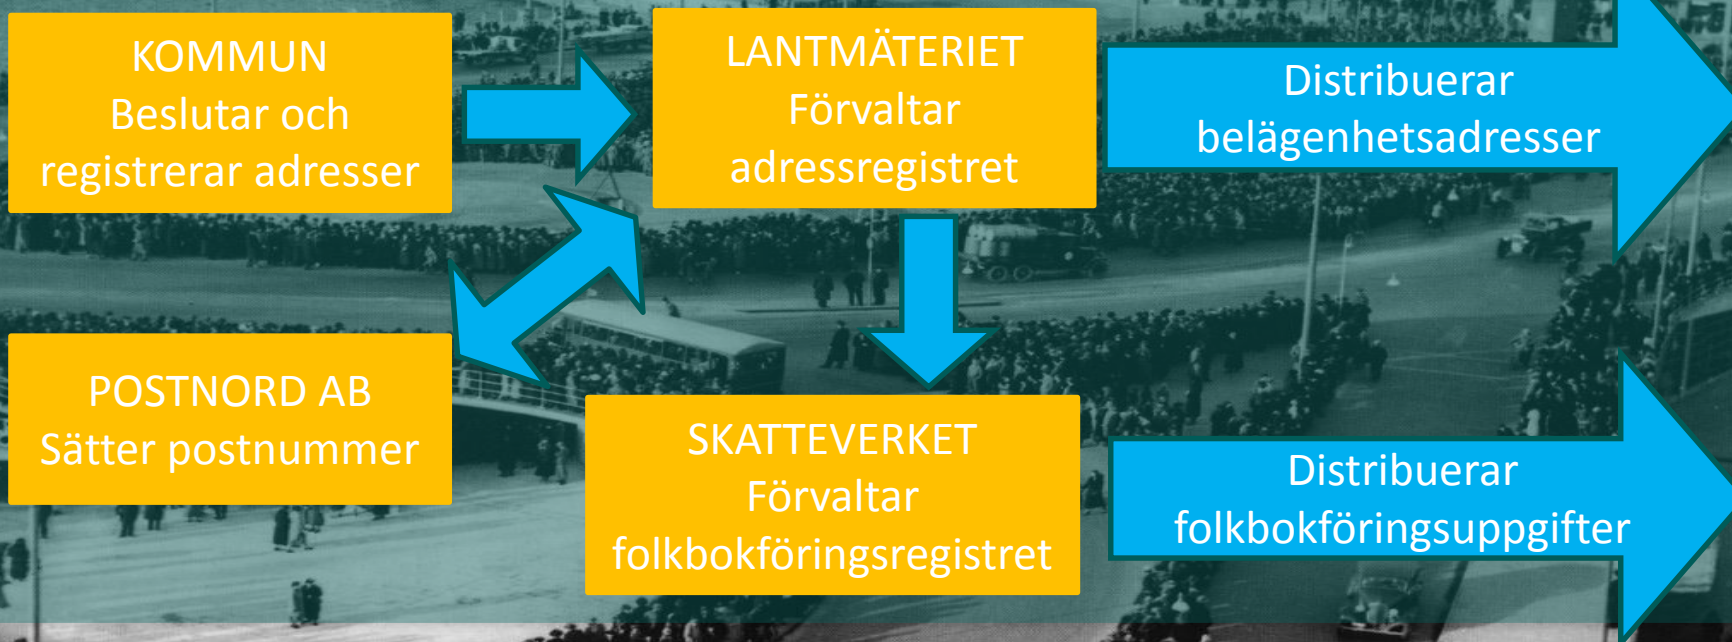 KOMMUN
Beslutar och
registrerar adresser
LANTMÄTERIET
Förvaltar
adressregistret
Distribuerar
belägenhetsadresser
POSTNORD AB
Sätter postnummer
SKATTEVERKET
Förvaltar
folkbokföringsregistret
Distribuerar
folkbokföringsuppgifter